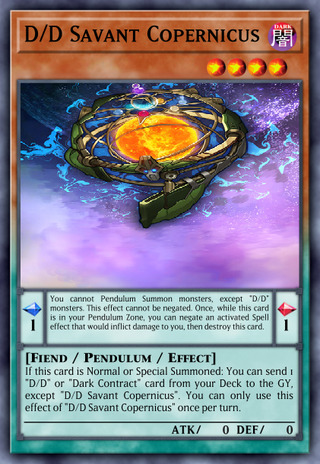 D/D Savant Copernicus
DARK
闇
You cannot Pendulum Summon monsters, except "D/D"
monsters. This effect cannot be negated. Once, while this card
is in your Pendulum Zone, you can negate an activated Spell
effect that would inflict damage to you, then destroy this card.
1
1
[Fiend / Pendulum / Effect]
If this card is Normal or Special Summoned: You can send 1
"D/D" or "Dark Contract" card from your Deck to the GY,
except "D/D Savant Copernicus". You can only use this
effect of "D/D Savant Copernicus" once per turn.
ATK/ 0 DEF/ 0